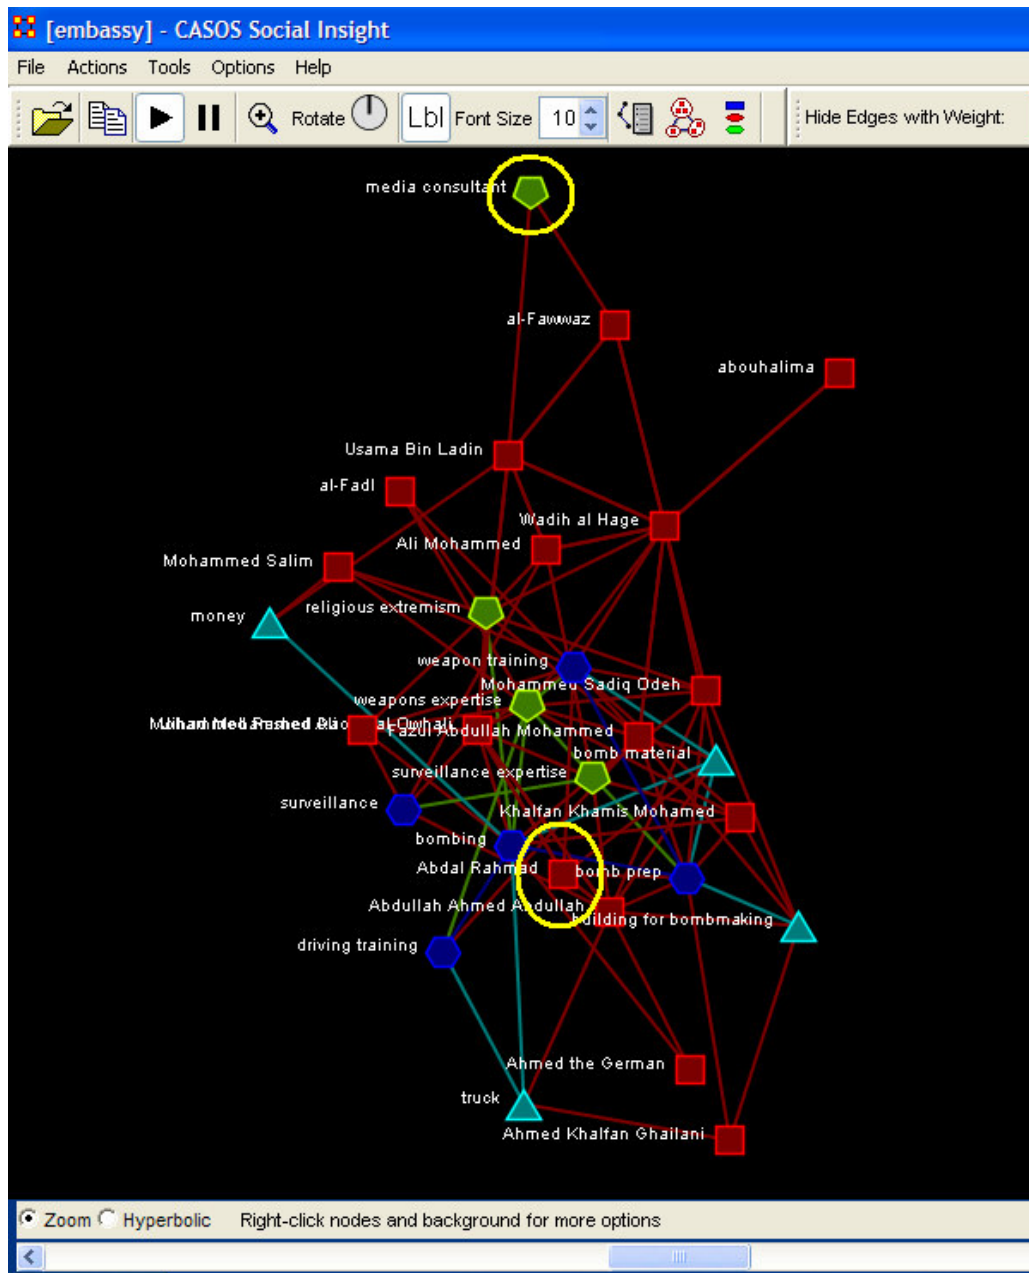 [embassy] - CASOS Social Insight
File Actions Tools Options Help
Rotate Lbl Font Size 10 Hide Edges with Weight:
media consultant
al-Fawwaz
abouhalima
Usama Bin Ladin
al-Fadl
Wadih al Hage
Ali Mohammed
Mohammed Salim
religious extremism
money
weapon training
Mohammed Sadiq Odeh
weapons expertise
al-Owhali
Fazul Abdullah Mohammed
bomb material
surveillance expertise
surveillance
Khalfan Khamis Mohamed
bombing
Abdal Rahmad
bomb prep
Abdullah Ahmed Abdullah
building for bombmaking
driving training
Ahmed the German
truck
Ahmed Khalfan Ghailani
Zoom Hyperbolic Right-click nodes and background for more options